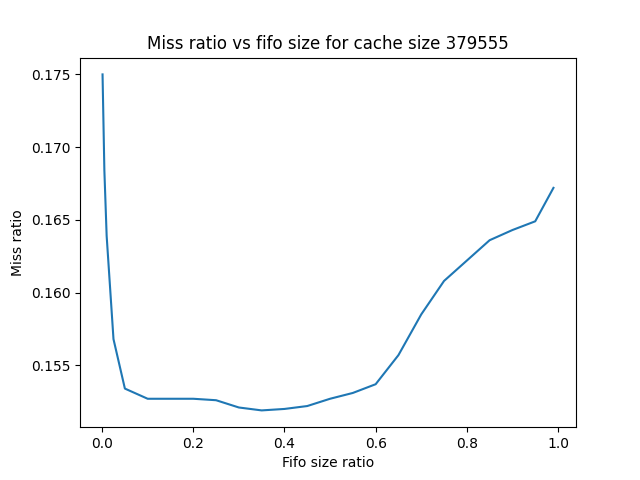 Miss ratio vs fifo size for cache size 379555
0.175
0.170
0.165
0.160
0.155
Miss ratio
0.0 0.2 0.4 0.6 0.8 1.0
Fifo size ratio